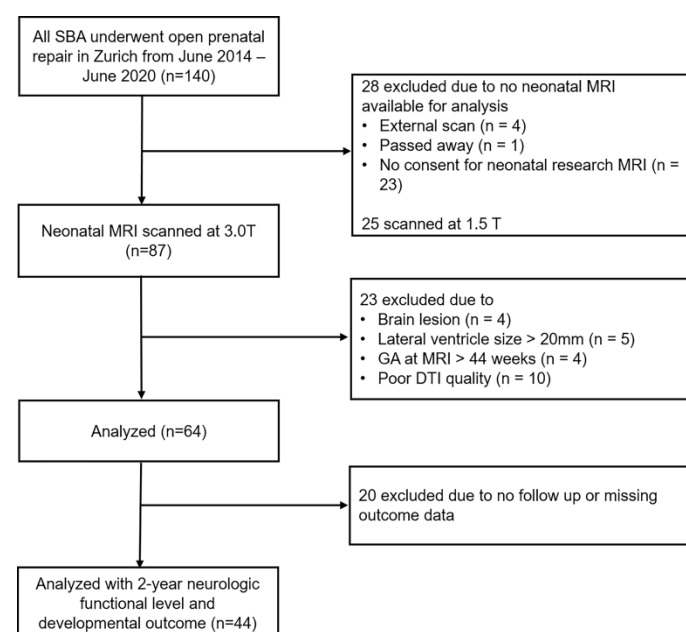 All SBA underwent open prenatal
repair in Zurich from June 2014 –
June 2020 (n=140)
28 excluded due to no neonatal MRI
available for analysis
• External scan (n = 4)
• Passed away (n = 1)
• No consent for neonatal research MRI (n =
23)
25 scanned at 1.5 T
Neonatal MRI scanned at 3.0T
(n=87)
23 excluded due to
• Brain lesion (n = 4)
• Lateral ventricle size > 20mm (n = 5)
• GA at MRI > 44 weeks (n = 4)
• Poor DTI quality (n = 10)
Analyzed (n=64)
20 excluded due to no follow up or missing
outcome data
Analyzed with 2-year neurologic
functional level and
developmental outcome (n=44)